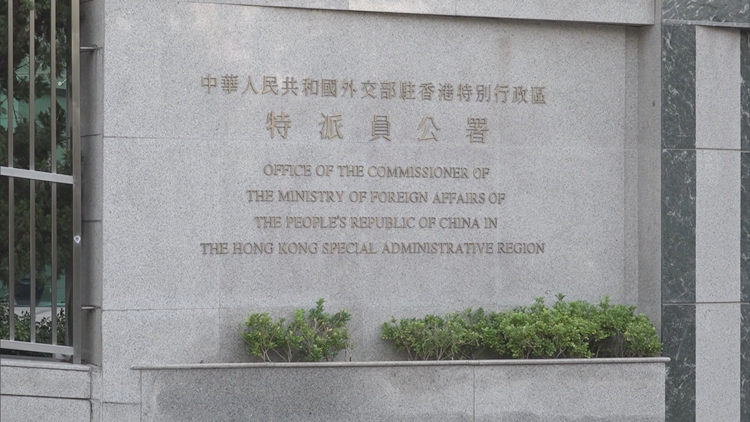 中華人民共和國外交部駐香港特別行政區
特派員公署
OFFICE OF THE COMMISSIONER OF
THE MINISTRY OF FOREIGN AFFAIRS OF
THE PEOPLE'S REPUBLIC OF CHINA IN
THE HONG KONG SPECIAL ADMINISTRATIVE REGION